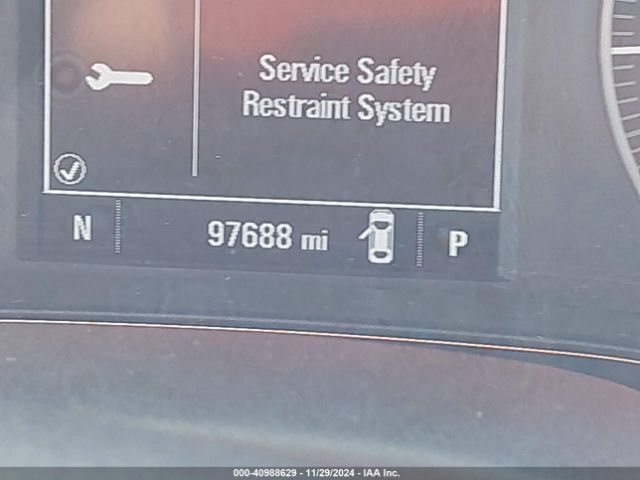 Service Safety
Restraint System
N 97688 mi P
000-40988629 - 11/29/2024 - IAA Inc.